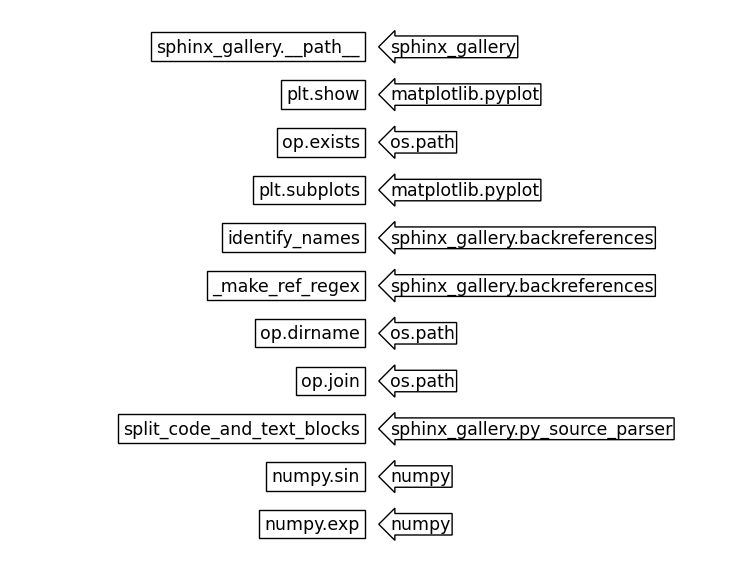 sphinx_gallery.__path__ sphinx_gallery
plt.show matplotlib.pyplot
op.exists os.path
plt.subplots matplotlib.pyplot
identify_names sphinx_gallery.backreferences
_make_ref_regex sphinx_gallery.backreferences
op.dirname os.path
op.join os.path
split_code_and_text_blocks sphinx_gallery.py_source_parser
numpy.sin numpy
numpy.exp numpy